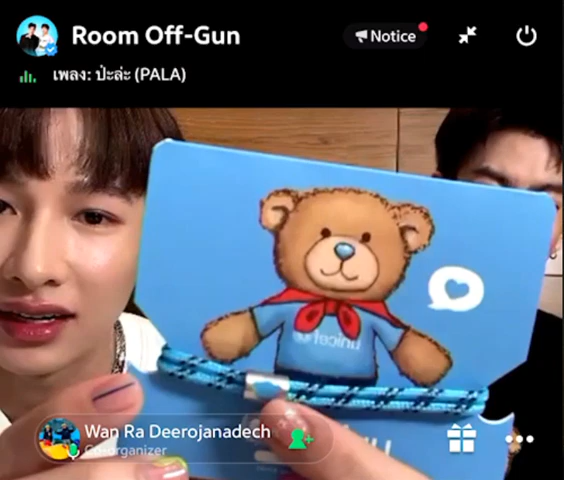 Room Off-Gun
Notice
เพลง: ปะล่ะ (PALA)
unicef
Wan Ra Deerojanadech
Co-organizer